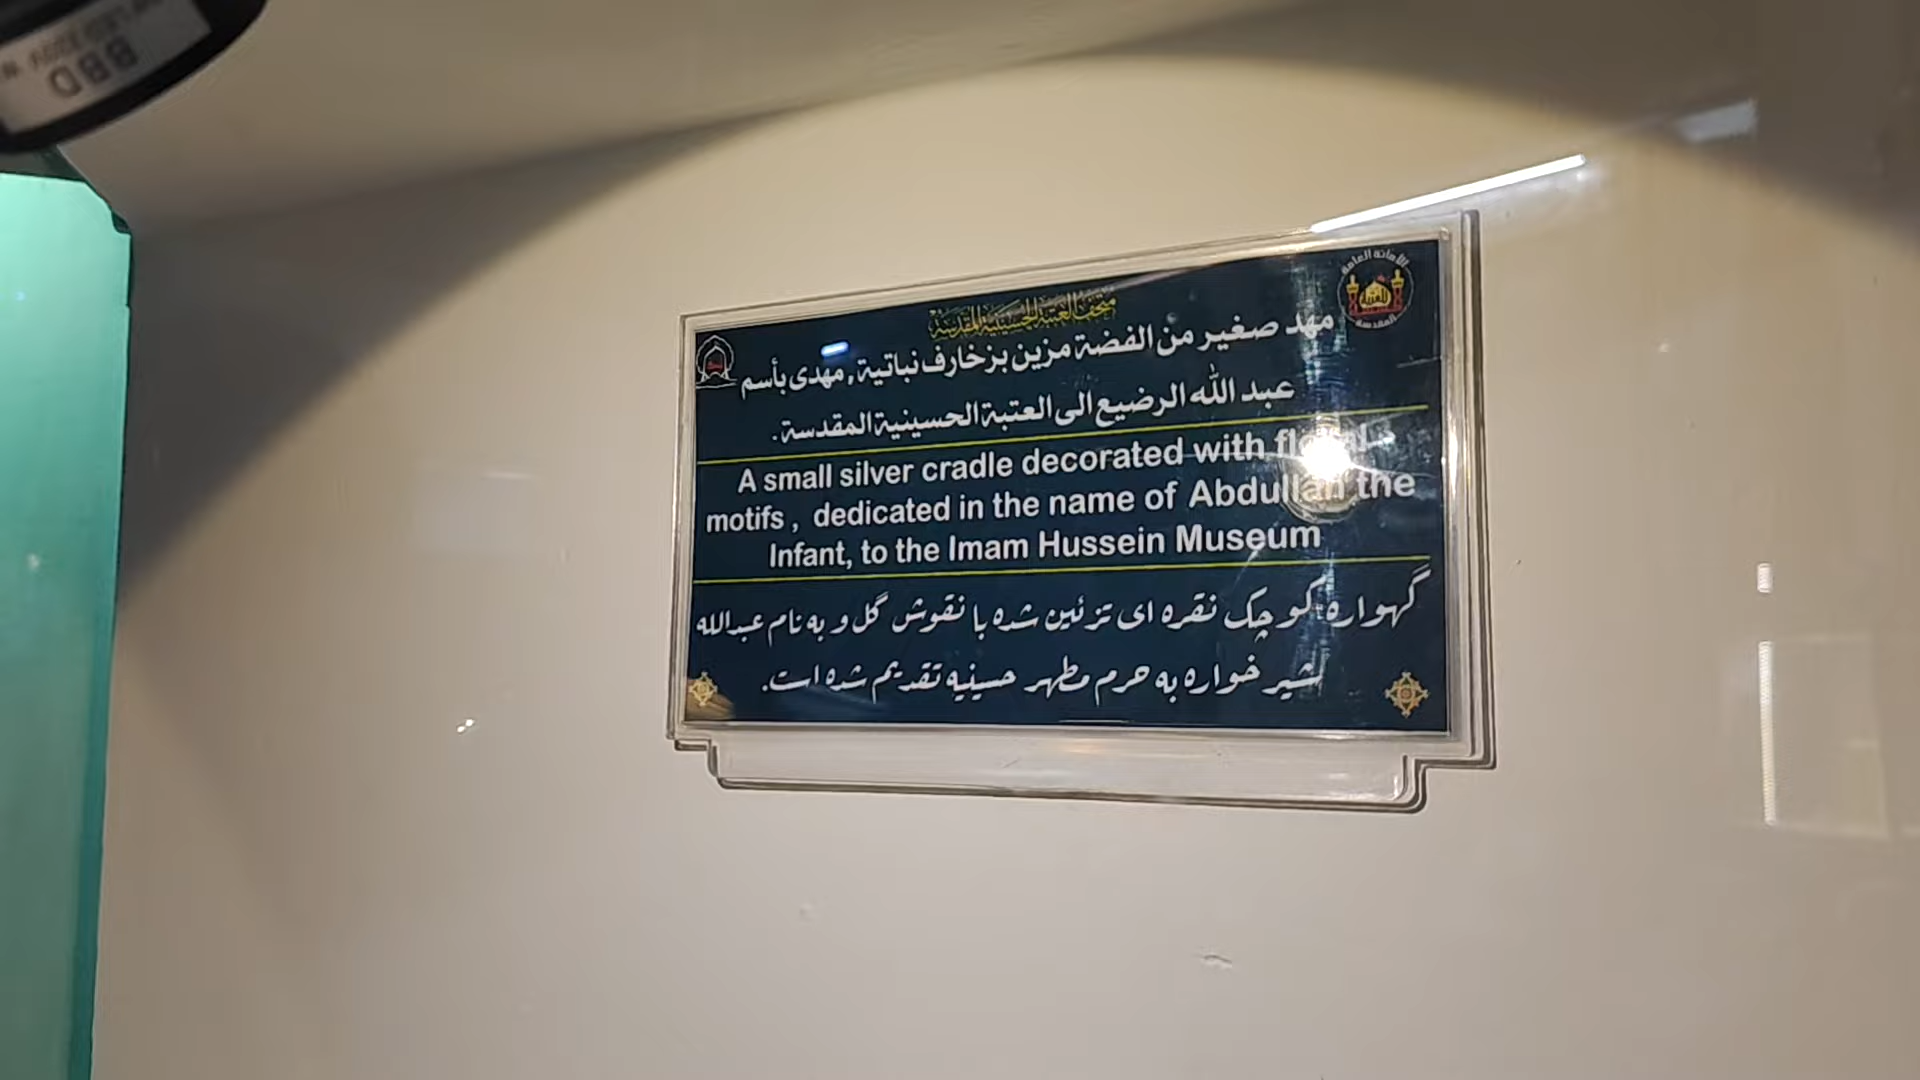 متحف العتبة الحسينية المقدسة
الأمانة العامة
مهد صغير من الفضة مزين بزخارف نباتية , مهدى بأسم
عبد الله الرضيع الى العتبة الحسينية المقدسة .
A small silver cradle decorated with floral
motifs , dedicated in the name of Abdullah the
Infant, to the Imam Hussein Museum
گهواره کوچک نقره ای تزئین شده با نقوش گل و به نام عبدالله
شیر خواره به حرم مطهر حسینیه تقدیم شده است.